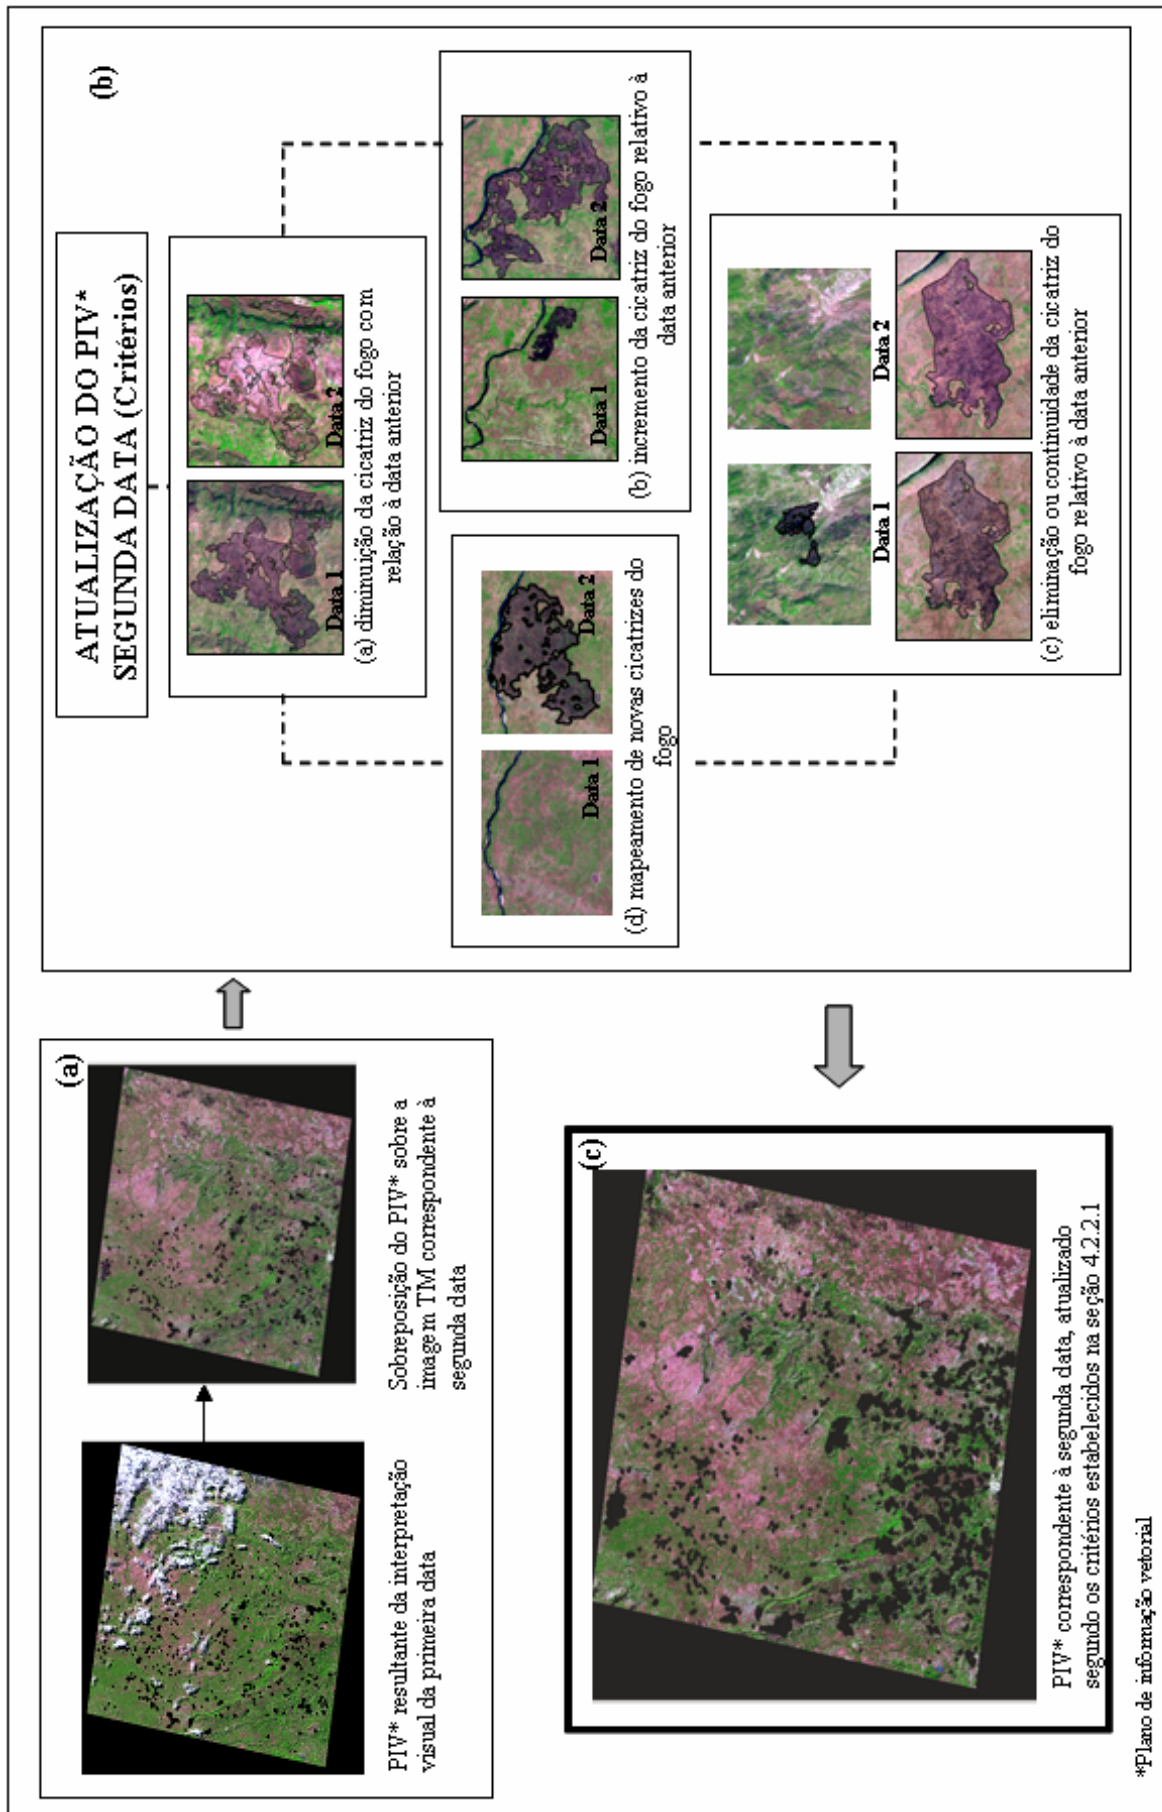 (a)
PIV* resultante da interpretação
visual da primeira data
Sobreposição do PIV* sobre a
imagem TM correspondente à
segunda data
(b)
ATUALIZAÇÃO DO PIV*
SEGUNDA DATA (Critérios)
Data 1
Data 2
(a) diminuição da cicatriz do fogo com
relação à data anterior
Data 1
Data 2
(b) incremento da cicatriz do fogo relativo à
data anterior
Data 1
Data 2
(d) mapeamento de novas cicatrizes do
fogo
Data 1
Data 2
(c) eliminação ou continuidade da cicatriz do
fogo relativo à data anterior
(c)
PIV* correspondente à segunda data, atualizado
segundo os critérios estabelecidos na seção 4.2.2.1
*Plano de informação vetorial